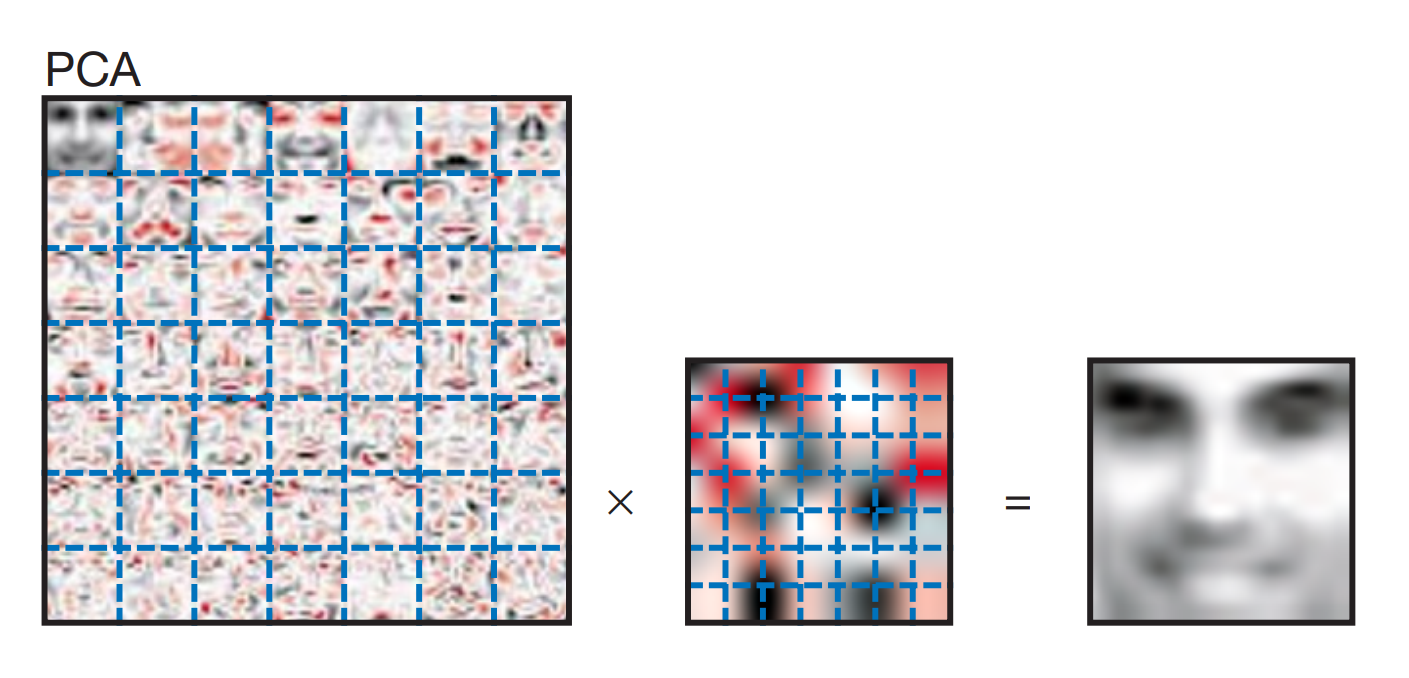 PCA
× =